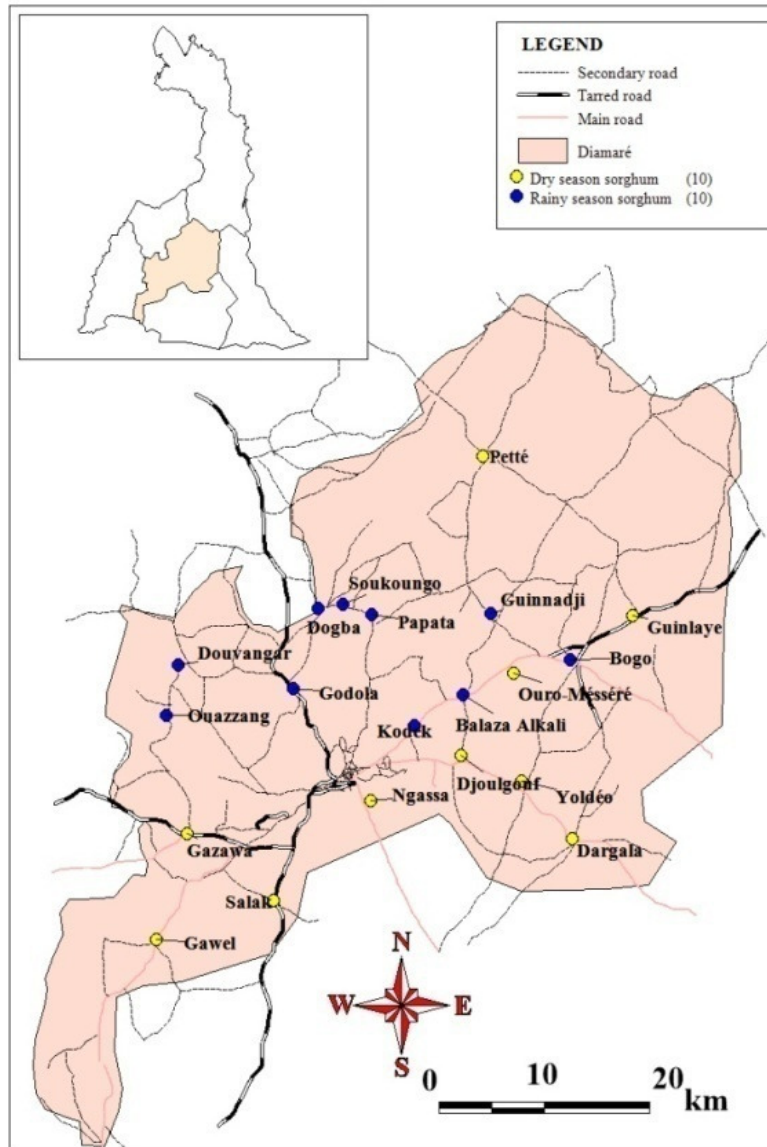 LEGEND
Secondary road
Tarred road
Main road
Diamaré
Dry season sorghum (10)
Rainy season sorghum (10)
Petté
Soukoungo
Guinnadji
Dogba
Papata
Guinlaye
Douvangar
Bogo
Godola
Ouro-Mésséré
Ouazzang
Balaza Alkali
Kodek
Djoulgouf
Ngassa
Yoldéo
Gazawa
Dargala
Salak
Gawel
N
W E
S
0 10 20
km